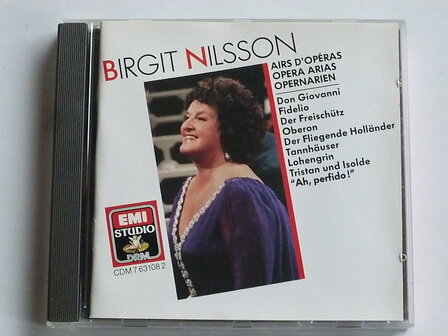 BIRGIT NILSSON
AIRS D'OPÉRAS
OPERA ARIAS
OPERNARIEN
Don Giovanni
Fidelio
Der Freischütz
Oberon
Der Fliegende Holländer
Tannhäuser
Lohengrin
Tristan und Isolde
"Ah, perfido!"
EMI
STUDIO
DRM
CDM 7 63108 2